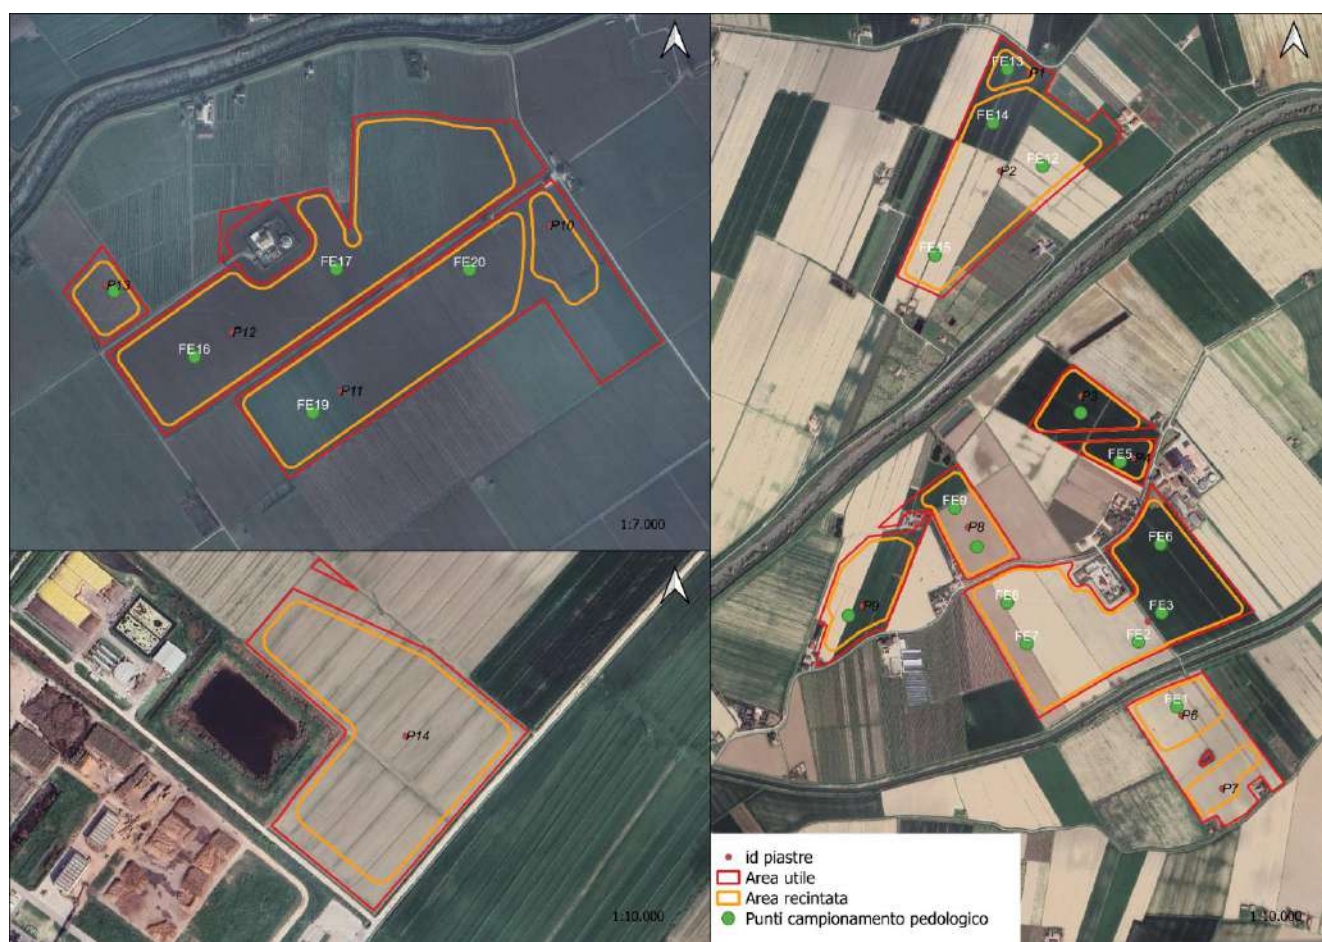 P10
FE17
FE20
P13
P12
FE16
P11
FE19
1:7.000
P14
1:10.000
FE13
P1
FE14
FE12
P2
FE15
P3
FE5
FE9
P8
FE6
P9
FE3
FE2
FE7
FE1
P6
P7
id piastre
Area utile
Area recintata
Punti campionamento pedologico
1:10.000